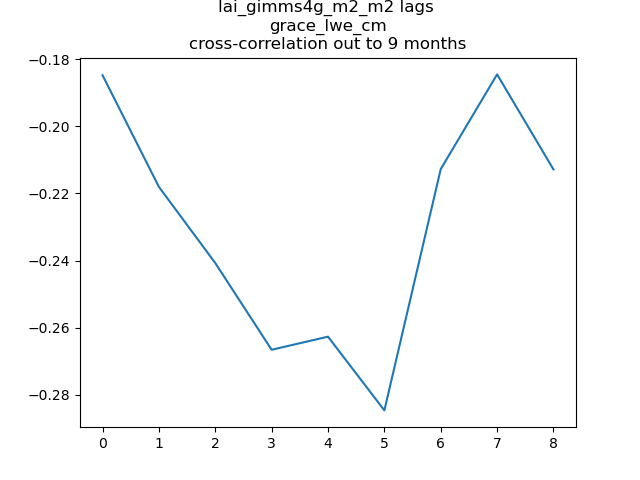 lai_gimms4g_m2_m2 lags
grace_lwe_cm
cross-correlation out to 9 months
−0.18
−0.20
−0.22
−0.24
−0.26
−0.28
0 1 2 3 4 5 6 7 8